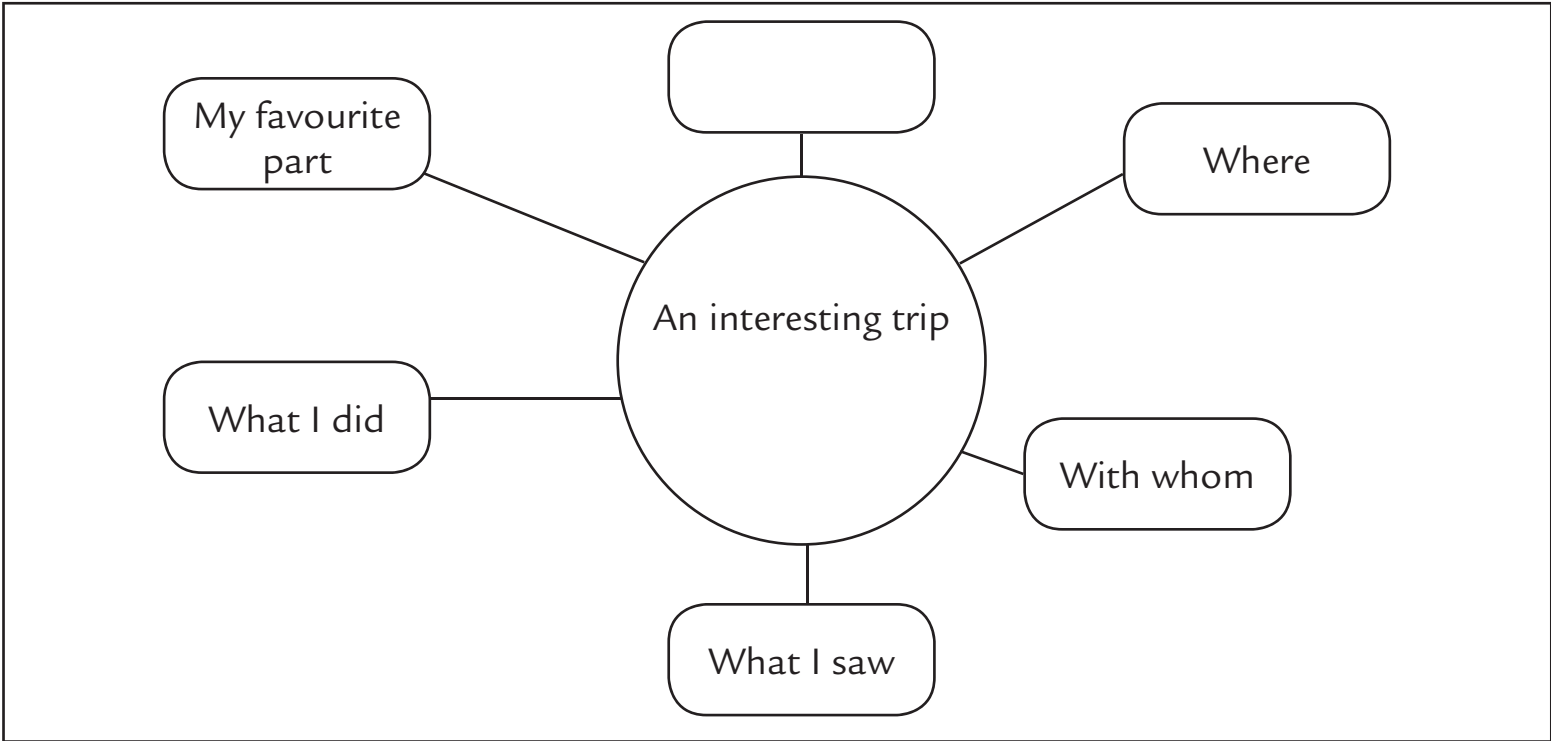 My favourite
part
Where
An interesting trip
What I did
With whom
What I saw